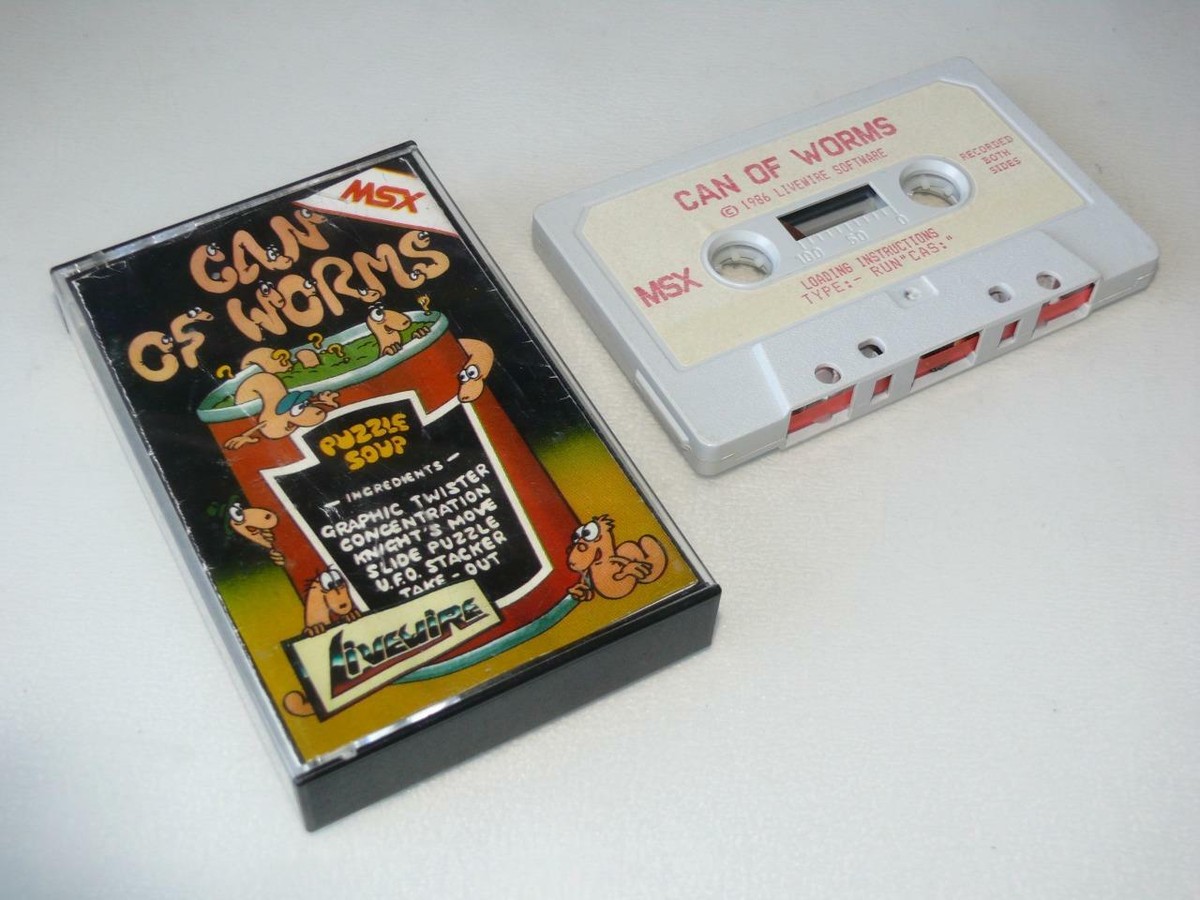 MSX
CAN
OF WORMS
PUZZLE
SOUP
- INGREDIENTS -
GRAPHIC TWISTER
CONCENTRATION
KNIGHT'S MOVE
SLIDE PUZZLE
U.F.O. STACKER
TAKE-OUT
LIVEWIRE
CAN OF WORMS
© 1986 LIVEWIRE SOFTWARE
RECORDED
BOTH
SIDES
100 50 0
MSX
LOADING INSTRUCTIONS
TYPE:- RUN"CAS:"